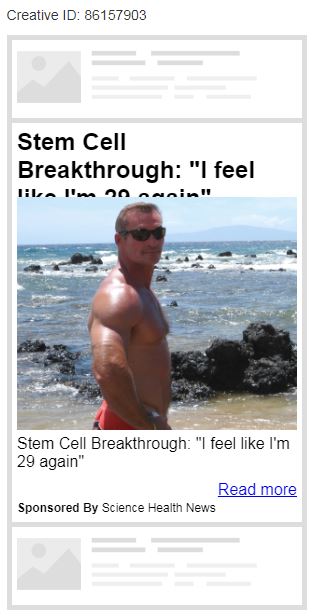 Creative ID: 86157903
Stem Cell
Breakthrough: "I feel
like I'm 29 again"
Stem Cell Breakthrough: "I feel like I'm
29 again"
Read more
Sponsored By Science Health News